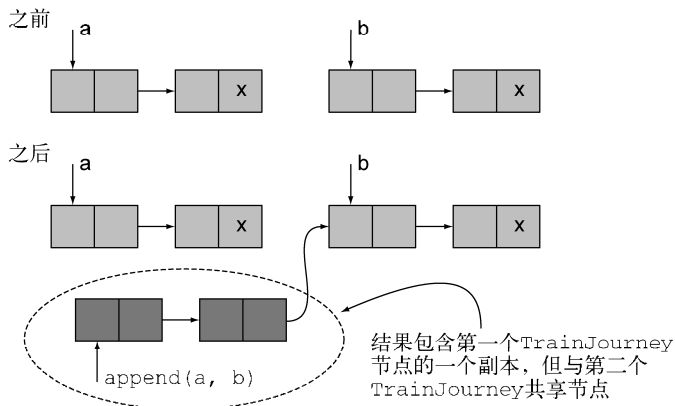 之前
a
b
x
x
之后
a
b
x
x
append(a, b)
结果包含第一个TrainJourney
节点的一个副本，但与第二个
TrainJourney共享节点